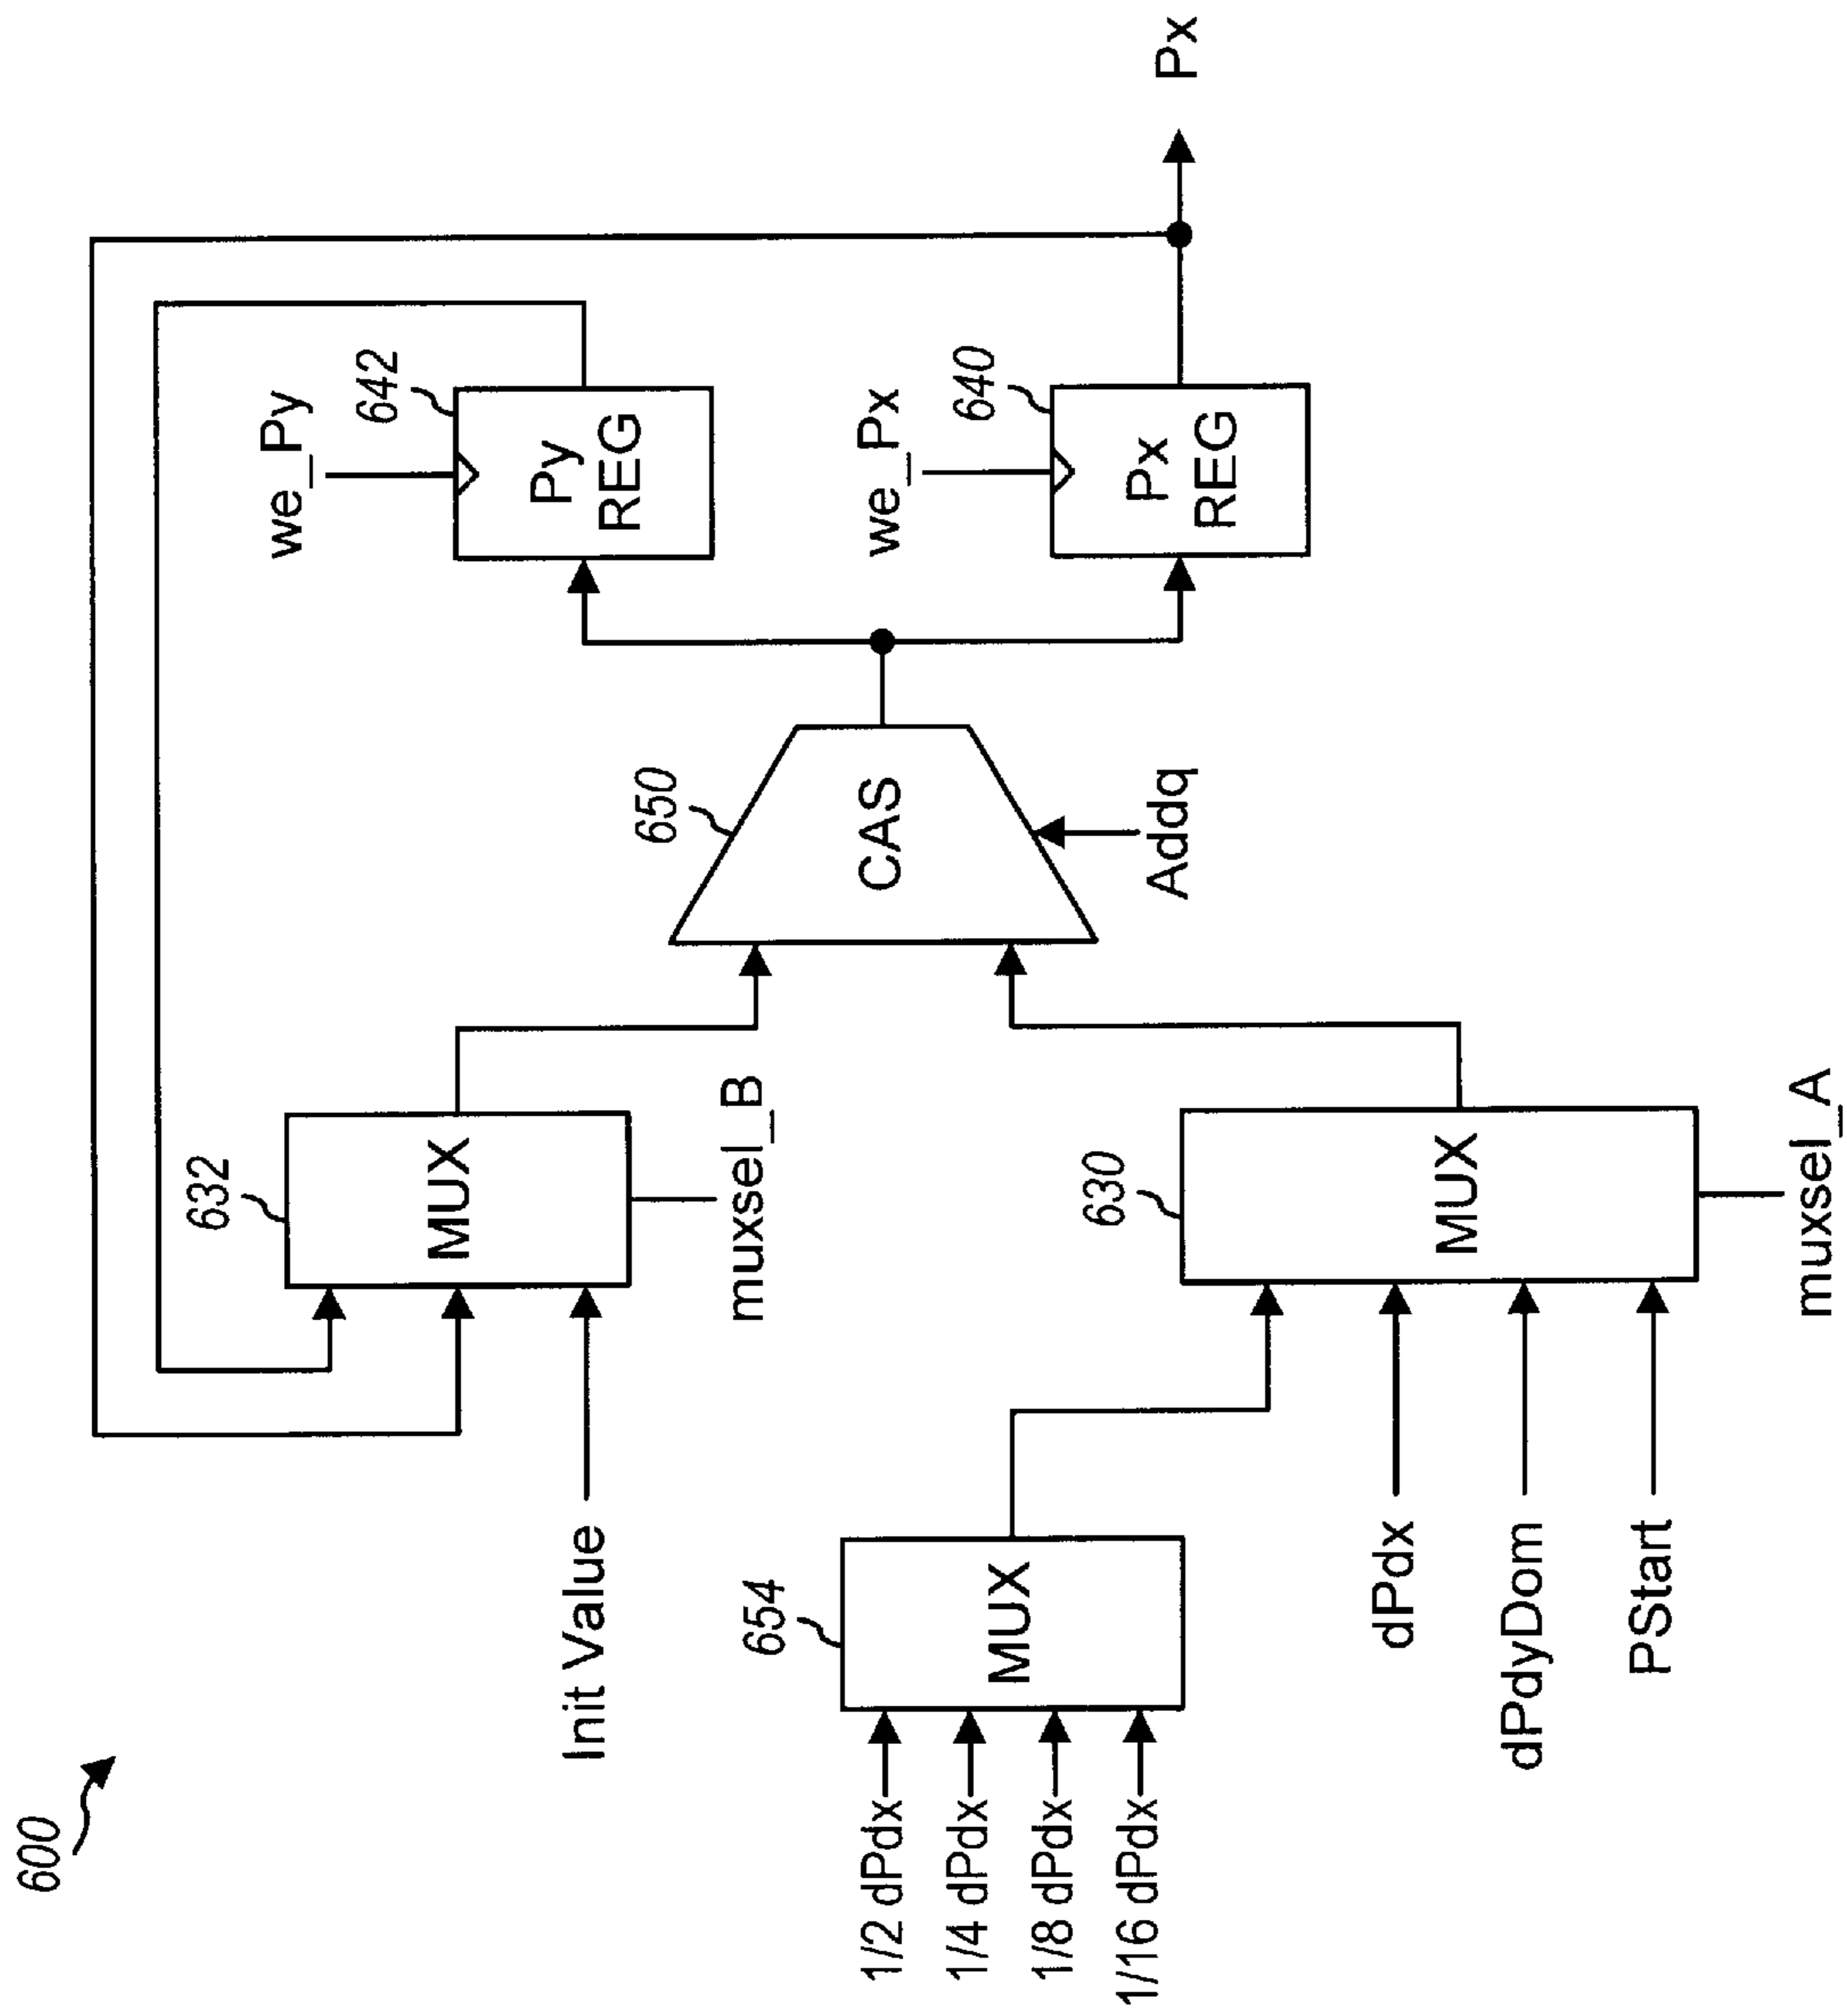 600
632
MUX
muxsel_B
Init Value
654
MUX
1/2 dPdx
1/4 dPdx
1/8 dPdx
1/16 dPdx
630
MUX
muxsel_A
dPdx
dPdyDom
PStart
650
CAS
Addq
we_Py
642
Py
REG
we_Px
640
Px
REG
Px